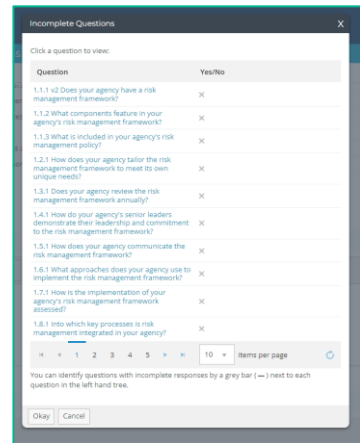 Incomplete Questions X
Click a question to view:
Question Yes/No
1.1.1 v2 Does your agency have a risk
management framework? ×
1.1.2 What components feature in your
agency's risk management framework? ×
1.1.3 What is included in your agency's risk
management policy? ×
1.2.1 How does your agency tailor the risk
management framework to meet its own
unique needs? ×
1.3.1 Does your agency review the risk
management framework annually? ×
1.4.1 How do your agency's senior leaders
demonstrate their leadership and commitment
to the risk management framework? ×
1.5.1 How does your agency communicate the
risk management framework? ×
1.6.1 What approaches does your agency use to
implement the risk management framework? ×
1.7.1 How is the implementation of your
agency's risk management framework
assessed? ×
1.8.1 Into which key processes is risk
management integrated in your agency? ×
1 2 3 4 5 10 items per page
You can identify questions with incomplete responses by a grey bar ( — ) next to each
question in the left hand tree.
Okay Cancel